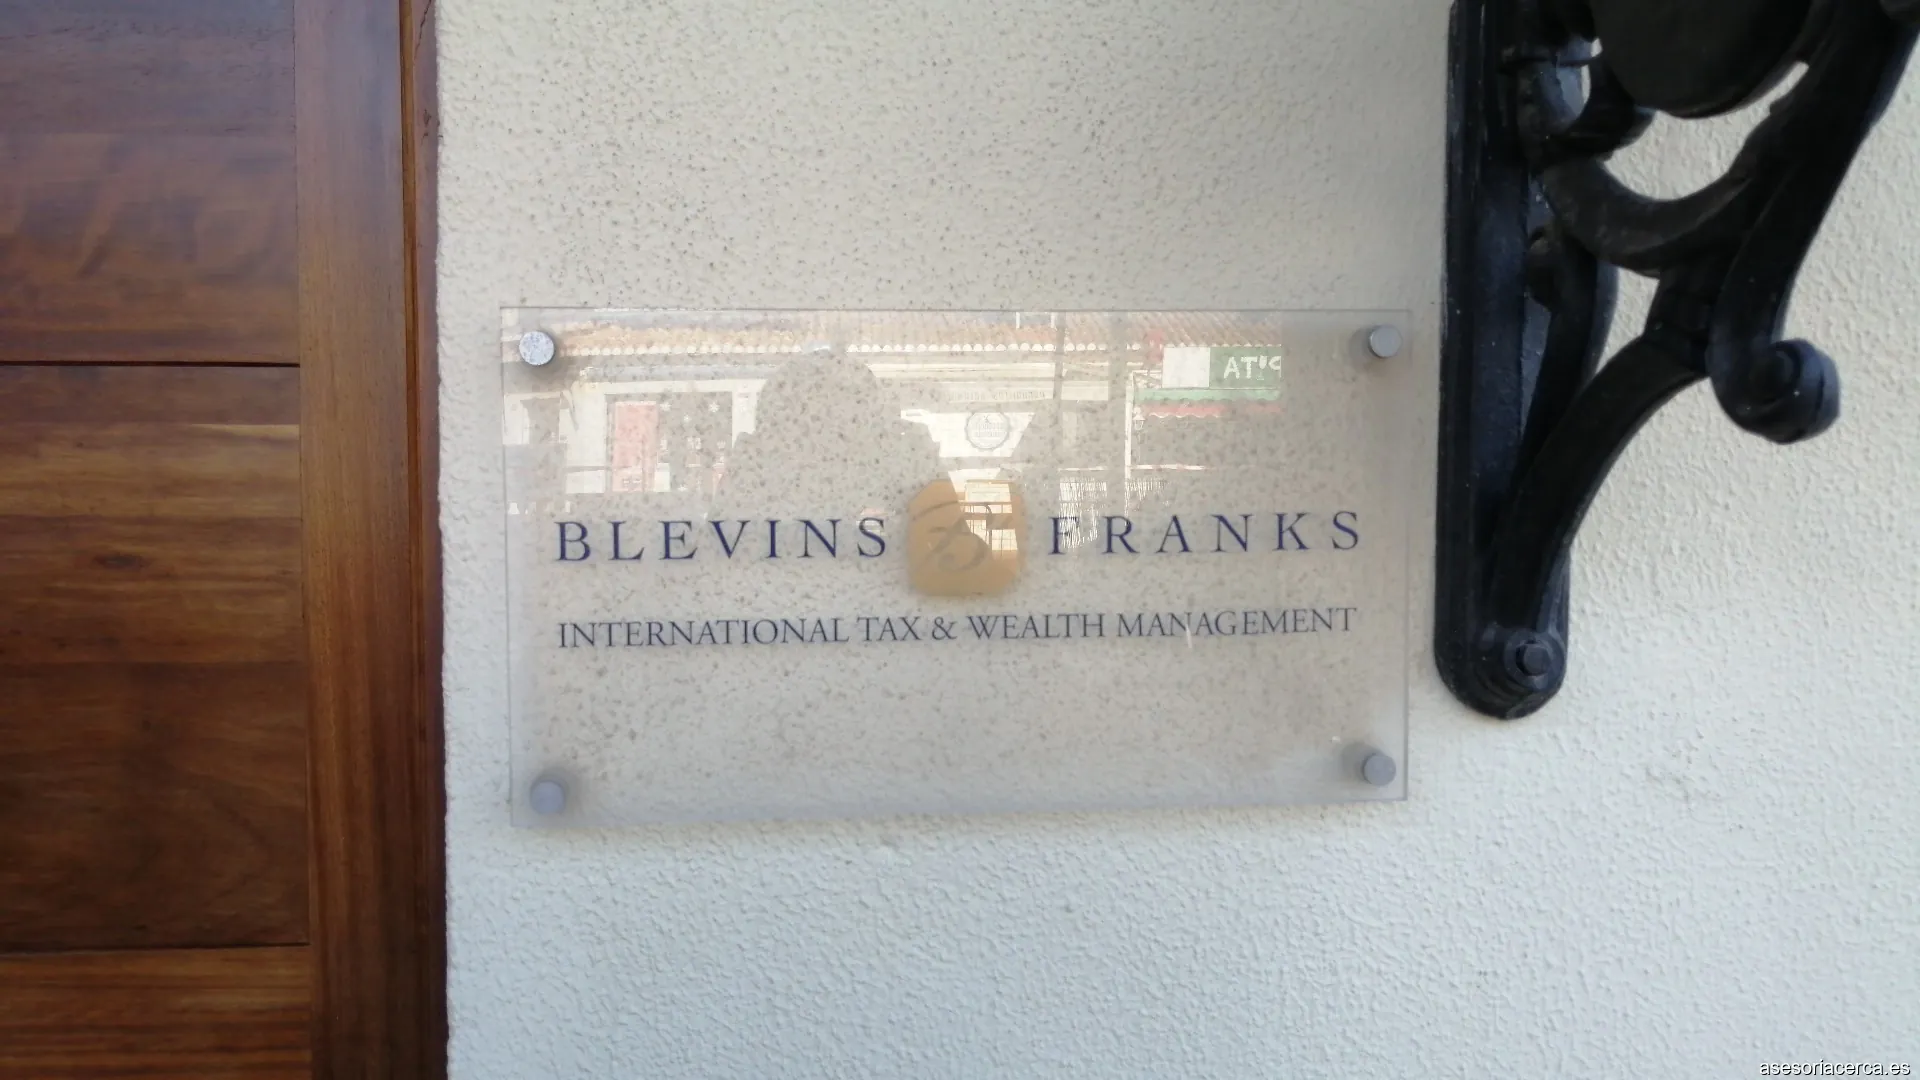 BLEVINS FRANKS
INTERNATIONAL TAX & WEALTH MANAGEMENT
asesoriacerca.es